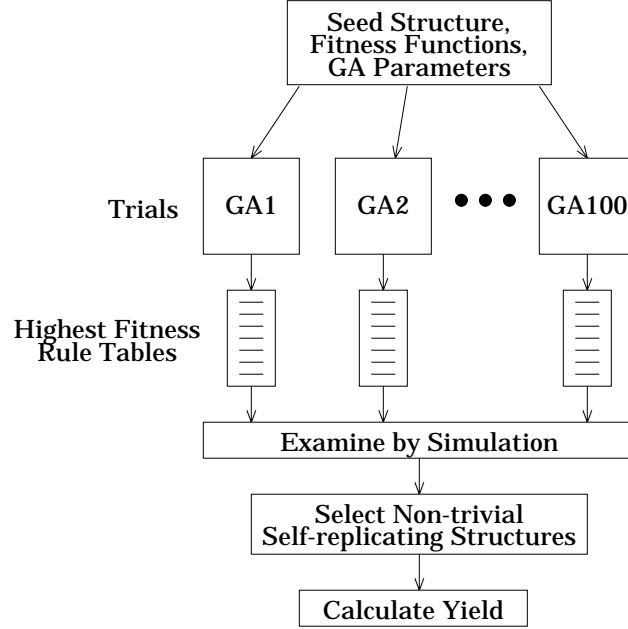 Seed Structure,
Fitness Functions,
GA Parameters
Trials
GA1
GA2
GA100
Highest Fitness
Rule Tables
Examine by Simulation
Select Non-trivial
Self-replicating Structures
Calculate Yield